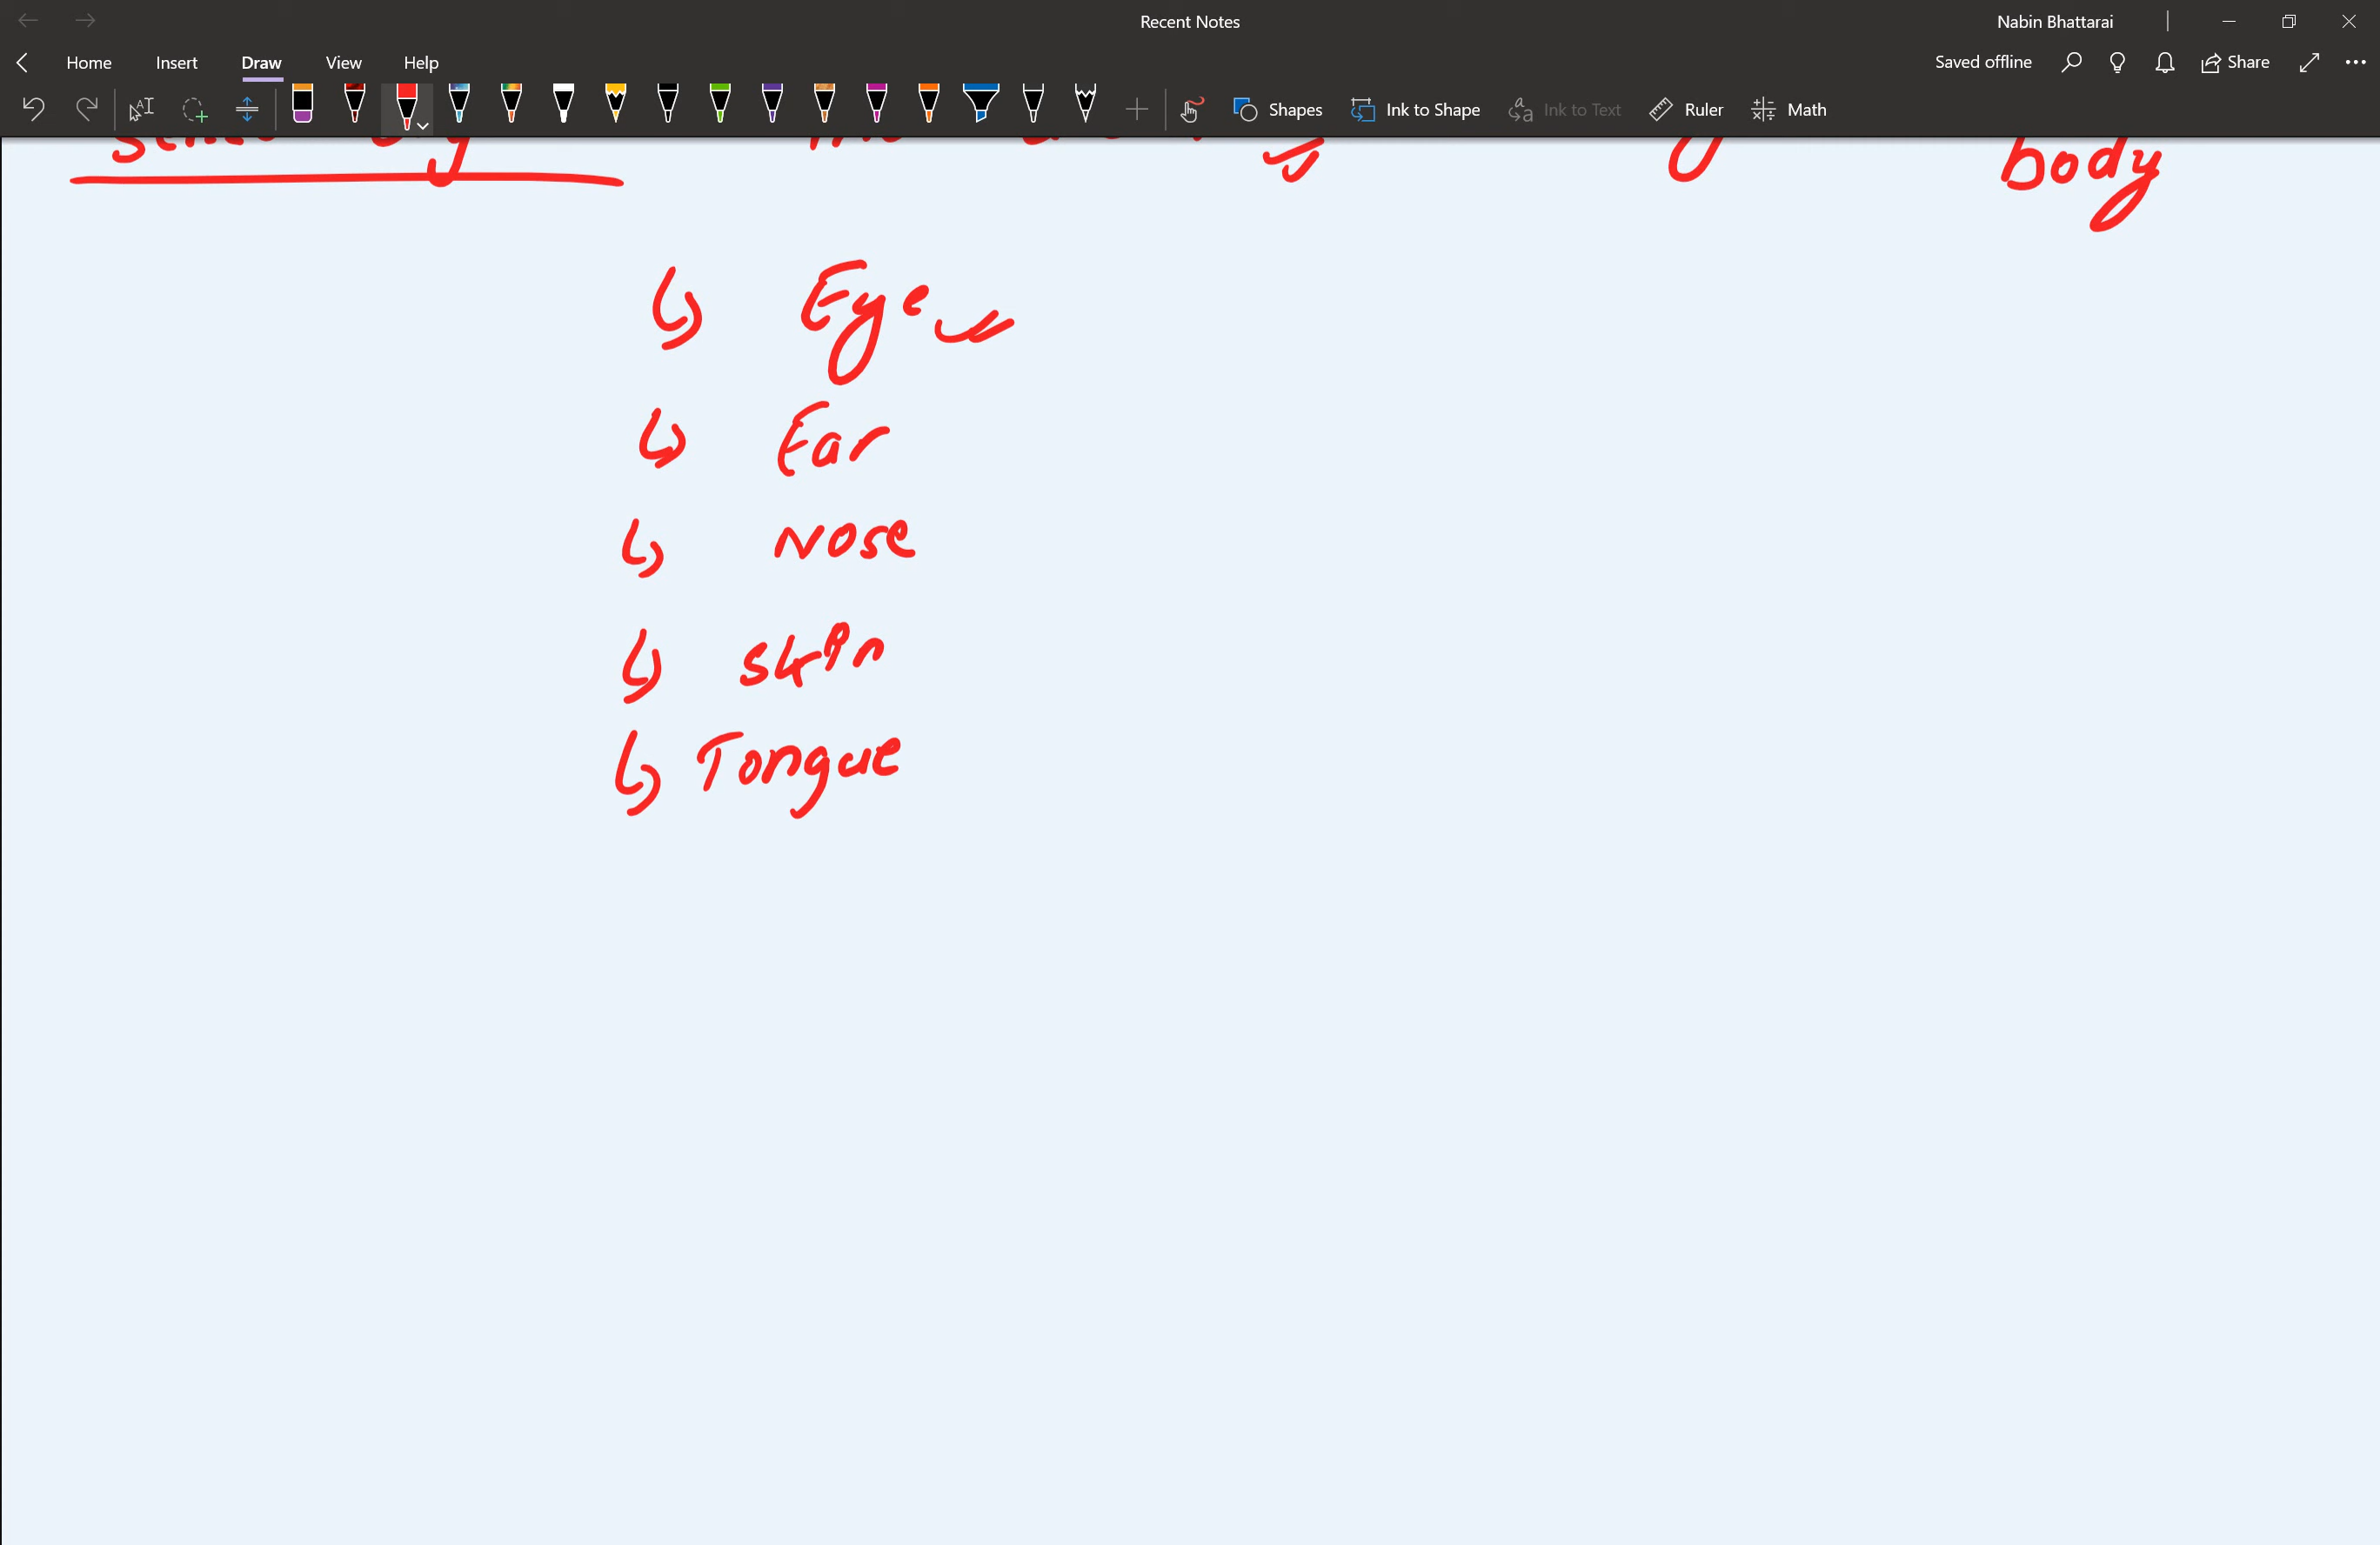 Recent Notes
Nabin Bhattarai
Home Insert Draw View Help
Saved offline
Share
Shapes Ink to Shape Ink to Text Ruler Math
body
Eye
Ear
Nose
Skin
Tongue